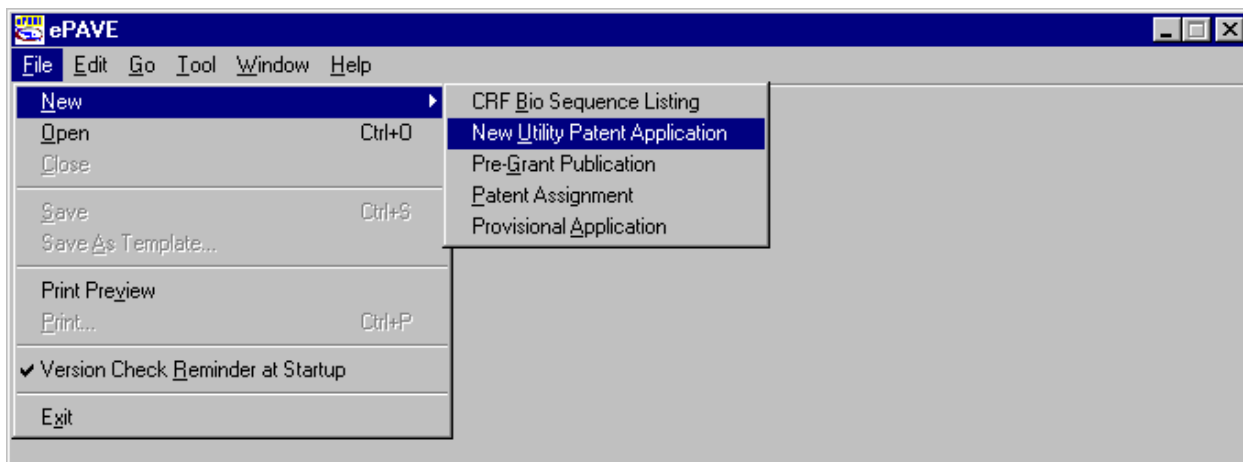 ePAVE
File Edit Go Tool Window Help
New
Open Ctrl+O
Close
Save Ctrl+S
Save As Template...
Print Preview
Print... Ctrl+P
Version Check Reminder at Startup
Exit
CRF Bio Sequence Listing
New Utility Patent Application
Pre-Grant Publication
Patent Assignment
Provisional Application